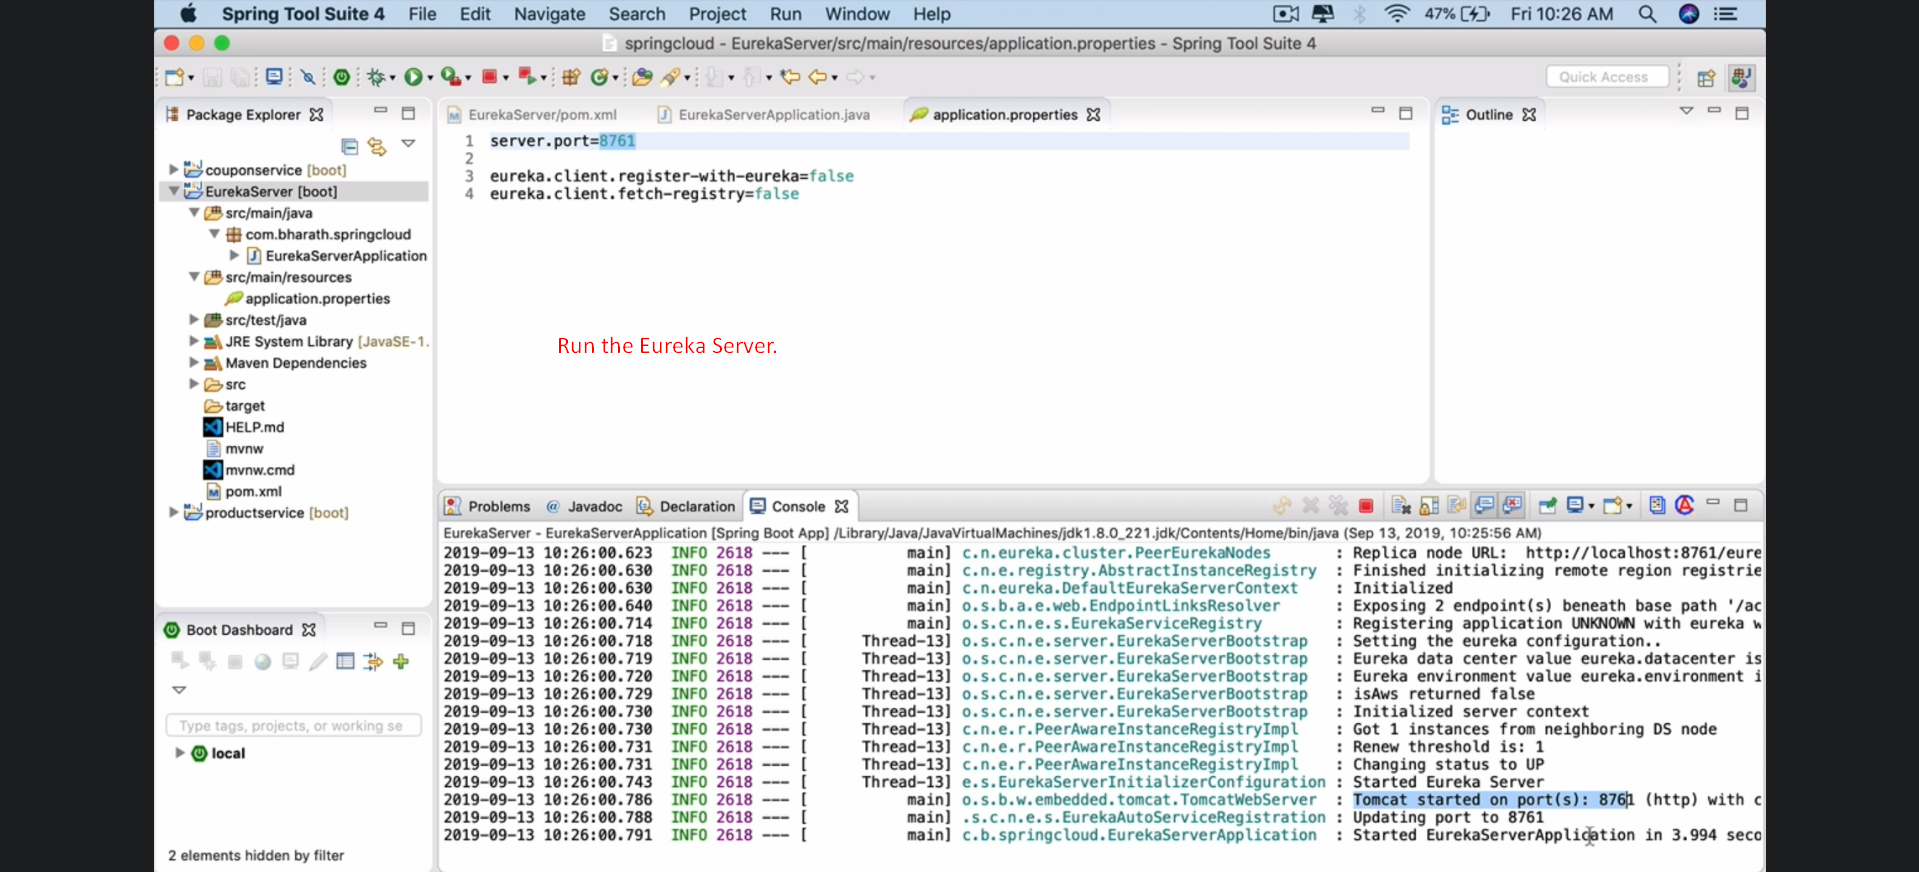 Spring Tool Suite 4 File Edit Navigate Search Project Run Window Help 47% Fri 10:26 AM
springcloud - EurekaServer/src/main/resources/application.properties - Spring Tool Suite 4
Quick Access
Package Explorer
couponservice [boot]
EurekaServer [boot]
src/main/java
com.bharath.springcloud
EurekaServerApplication
src/main/resources
application.properties
src/test/java
JRE System Library [JavaSE-1.
Maven Dependencies
src
target
HELP.md
mvnw
mvnw.cmd
pom.xml
productservice [boot]
Boot Dashboard
Type tags, projects, or working se
local
2 elements hidden by filter
EurekaServer/pom.xml EurekaServerApplication.java application.properties
1 server.port=8761
2
3 eureka.client.register-with-eureka=false
4 eureka.client.fetch-registry=false
Run the Eureka Server.
Outline
Problems Javadoc Declaration Console
EurekaServer - EurekaServerApplication [Spring Boot App] /Library/Java/JavaVirtualMachines/jdk1.8.0_221.jdk/Contents/Home/bin/java (Sep 13, 2019, 10:25:56 AM)
2019-09-13 10:26:00.623 INFO 2618 --- [ main] c.n.eureka.cluster.PeerEurekaNodes : Replica node URL: http://localhost:8761/eure
2019-09-13 10:26:00.630 INFO 2618 --- [ main] c.n.e.registry.AbstractInstanceRegistry : Finished initializing remote region registrie
2019-09-13 10:26:00.630 INFO 2618 --- [ main] c.n.eureka.DefaultEurekaServerContext : Initialized
2019-09-13 10:26:00.640 INFO 2618 --- [ main] o.s.b.a.e.web.EndpointLinksResolver : Exposing 2 endpoint(s) beneath base path '/ac
2019-09-13 10:26:00.714 INFO 2618 --- [ main] o.s.c.n.e.s.EurekaServiceRegistry : Registering application UNKNOWN with eureka w
2019-09-13 10:26:00.718 INFO 2618 --- [ Thread-13] o.s.c.n.e.server.EurekaServerBootstrap : Setting the eureka configuration..
2019-09-13 10:26:00.719 INFO 2618 --- [ Thread-13] o.s.c.n.e.server.EurekaServerBootstrap : Eureka data center value eureka.datacenter is
2019-09-13 10:26:00.720 INFO 2618 --- [ Thread-13] o.s.c.n.e.server.EurekaServerBootstrap : Eureka environment value eureka.environment i
2019-09-13 10:26:00.729 INFO 2618 --- [ Thread-13] o.s.c.n.e.server.EurekaServerBootstrap : isAws returned false
2019-09-13 10:26:00.730 INFO 2618 --- [ Thread-13] o.s.c.n.e.server.EurekaServerBootstrap : Initialized server context
2019-09-13 10:26:00.730 INFO 2618 --- [ Thread-13] c.n.e.r.PeerAwareInstanceRegistryImpl : Got 1 instances from neighboring DS node
2019-09-13 10:26:00.731 INFO 2618 --- [ Thread-13] c.n.e.r.PeerAwareInstanceRegistryImpl : Renew threshold is: 1
2019-09-13 10:26:00.731 INFO 2618 --- [ Thread-13] c.n.e.r.PeerAwareInstanceRegistryImpl : Changing status to UP
2019-09-13 10:26:00.743 INFO 2618 --- [ Thread-13] e.s.EurekaServerInitializerConfiguration : Started Eureka Server
2019-09-13 10:26:00.786 INFO 2618 --- [ main] o.s.b.w.embedded.tomcat.TomcatWebServer : Tomcat started on port(s): 8761 (http) with c
2019-09-13 10:26:00.788 INFO 2618 --- [ main] .s.c.n.e.s.EurekaAutoServiceRegistration : Updating port to 8761
2019-09-13 10:26:00.791 INFO 2618 --- [ main] c.b.springcloud.EurekaServerApplication : Started EurekaServerApplication in 3.994 seco